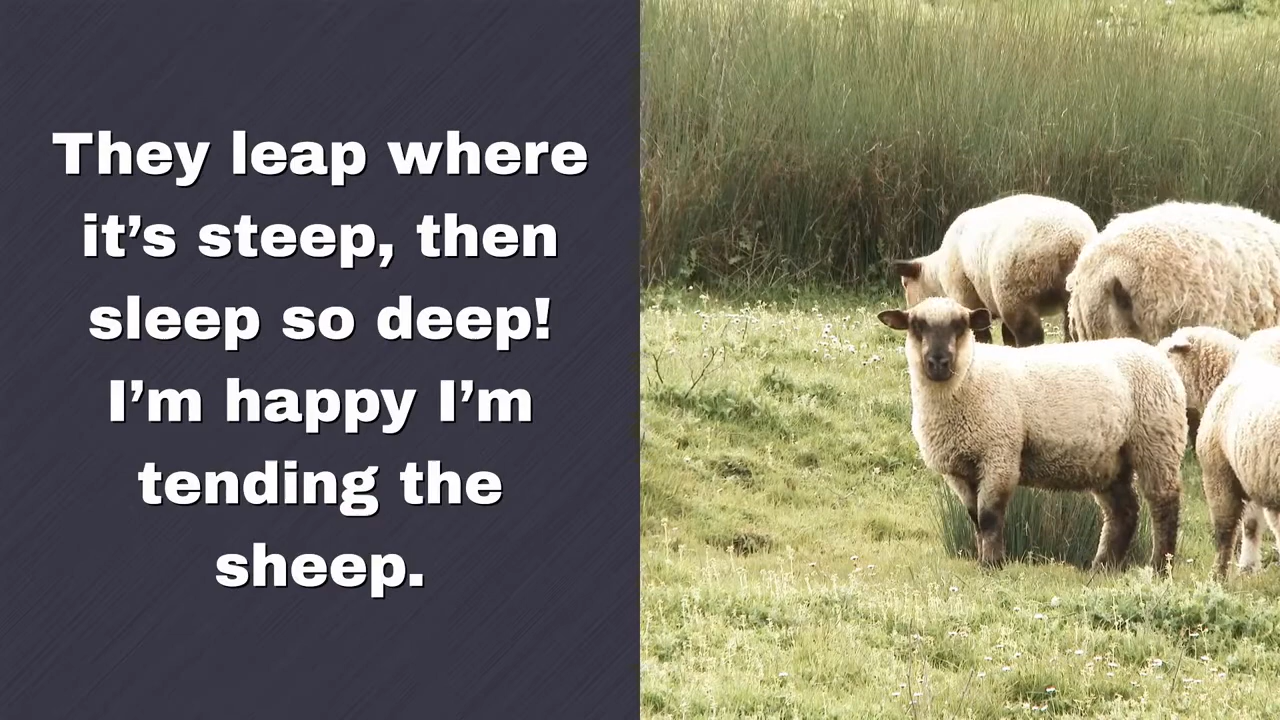 They leap where
it’s steep, then
sleep so deep!
I’m happy I’m
tending the
sheep.